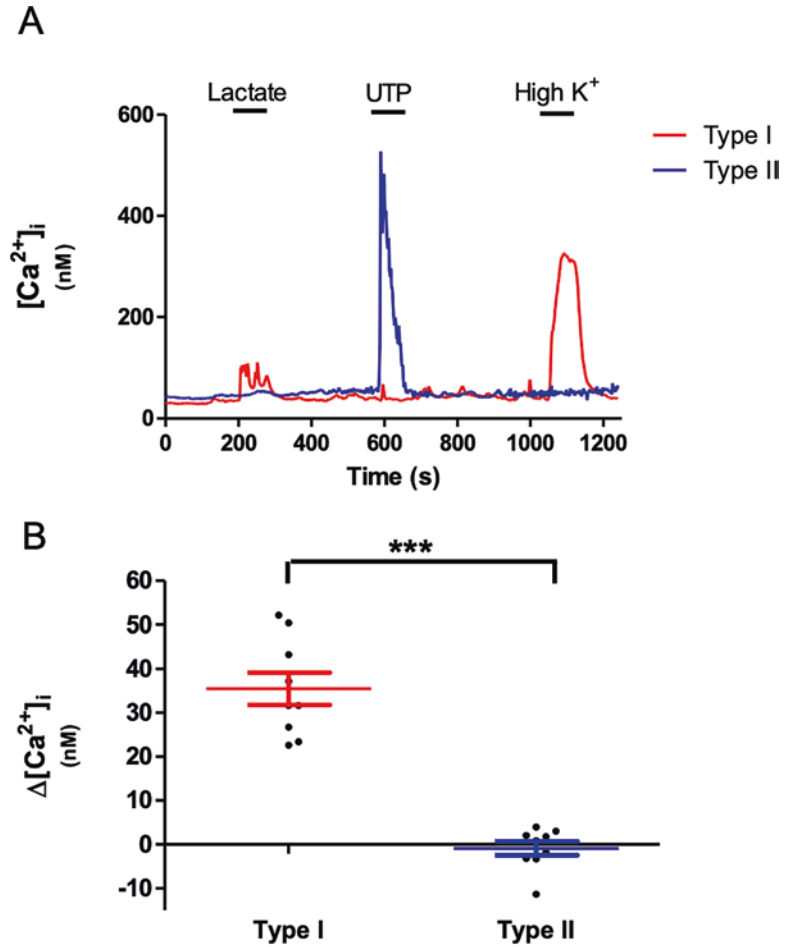 A
Lactate UTP High K⁺
Type I
Type II
600
400
200
0
[Ca²⁺]ᵢ
(nM)
0 200 400 600 800 1000 1200
Time (s)
B
***
60
50
40
30
20
10
0
-10
Δ[Ca²⁺]ᵢ
(nM)
Type I Type II